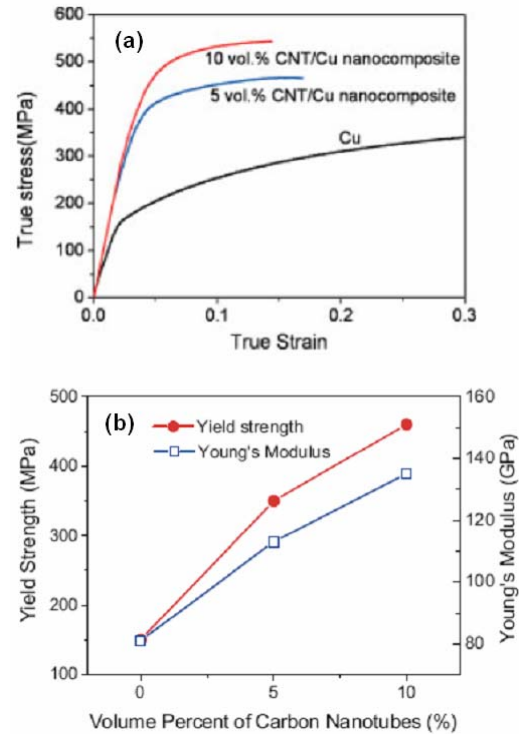 (a)
600
500
400
300
200
100
0
True stress(MPa)
10 vol.% CNT/Cu nanocomposite
5 vol.% CNT/Cu nanocomposite
Cu
0.0 0.1 0.2 0.3
True Strain
(b)
500
400
300
200
100
Yield Strength (MPa)
Yield strength
Young's Modulus
160
140
120
100
80
Young's Modulus (GPa)
0 5 10
Volume Percent of Carbon Nanotubes (%)